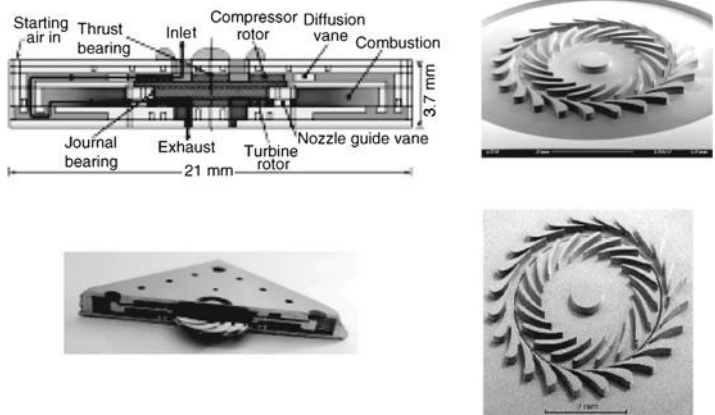 Starting
air in
Thrust
bearing
Inlet
Compressor
rotor
Diffusion
vane
Combustion
3.7 mm
Journal
bearing
Exhaust
Turbine
rotor
Nozzle guide vane
21 mm